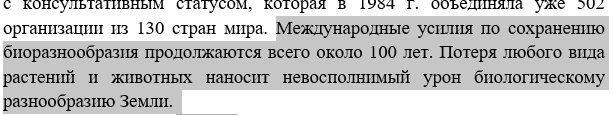 с консультативным статусом, которая в 1984 г. объединяла уже 502
организации из 130 стран мира. Международные усилия по сохранению
биоразнообразия продолжаются всего около 100 лет. Потеря любого вида
растений и животных наносит невосполнимый урон биологическому
разнообразию Земли.